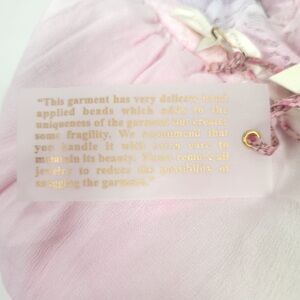 "This garment has very delicate hand
applied beads which adds to the
uniqueness of the garment but creates
some fragility. We recommend that
you handle it with care to
maintain its beauty. Please remove all
jewelry to reduce the possibility of
snagging the garment."